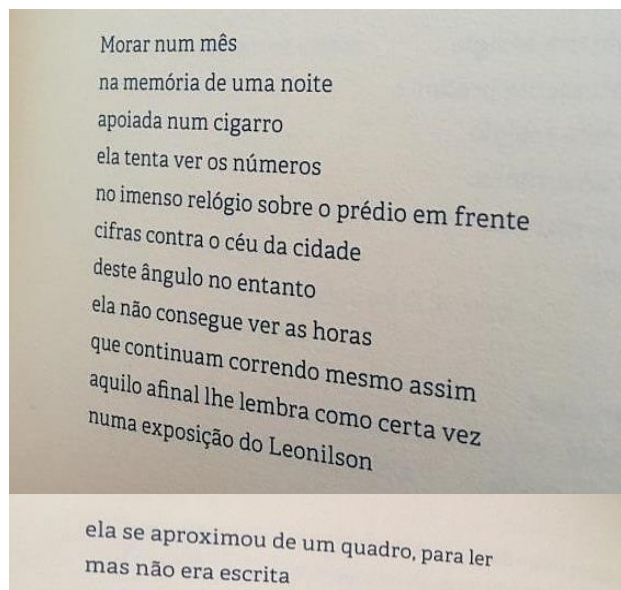 Morar num mês
na memória de uma noite
apoiada num cigarro
ela tenta ver os números
no imenso relógio sobre o prédio em frente
cifras contra o céu da cidade
deste ângulo no entanto
ela não consegue ver as horas
que continuam correndo mesmo assim
aquilo afinal lhe lembra como certa vez
numa exposição do Leonilson
ela se aproximou de um quadro, para ler
mas não era escrita